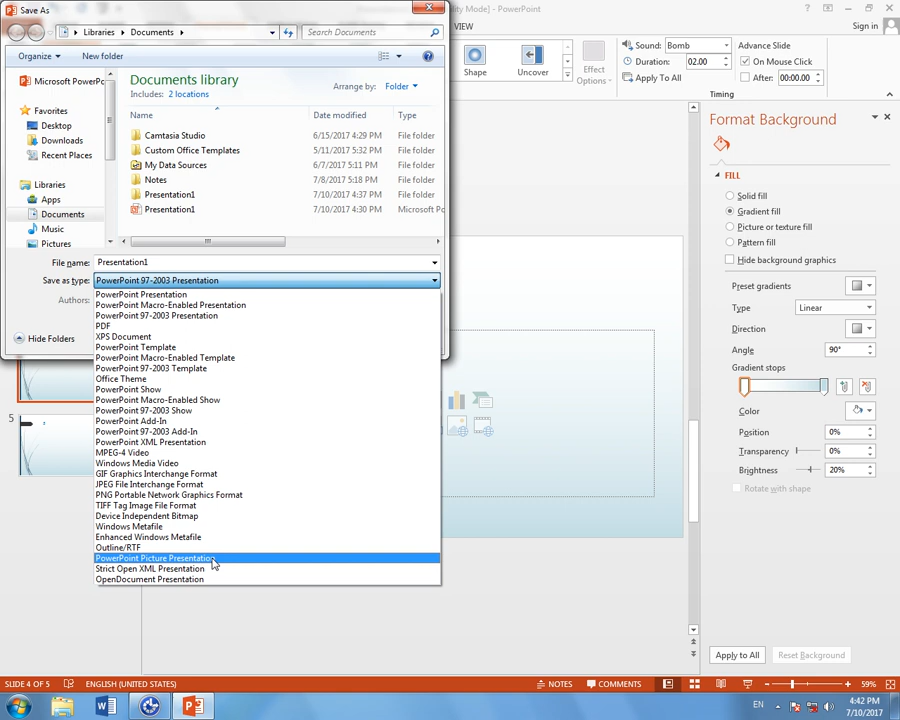 Save As
ility Mode] - PowerPoint
Sign in
VIEW
Libraries
Documents
Search Documents
Organize
New folder
Microsoft PowerPo
Favorites
Desktop
Downloads
Recent Places
Libraries
Apps
Documents
Music
Pictures
Documents library
Includes: 2 locations
Arrange by: Folder
Name Date modified Type
Camtasia Studio 6/15/2017 4:29 PM File folder
Custom Office Templates 5/11/2017 5:32 PM File folder
My Data Sources 6/7/2017 5:11 PM File folder
Notes 7/8/2017 5:18 PM File folder
Presentation1 7/10/2017 4:37 PM File folder
Presentation1 7/10/2017 4:30 PM Microsoft Po
File name: Presentation1
Save as type: PowerPoint 97-2003 Presentation
Authors:
Hide Folders
PowerPoint Presentation
PowerPoint Macro-Enabled Presentation
PowerPoint 97-2003 Presentation
PDF
XPS Document
PowerPoint Template
PowerPoint Macro-Enabled Template
PowerPoint 97-2003 Template
Office Theme
PowerPoint Show
PowerPoint Macro-Enabled Show
PowerPoint 97-2003 Show
PowerPoint Add-In
PowerPoint 97-2003 Add-In
PowerPoint XML Presentation
MPEG-4 Video
Windows Media Video
GIF Graphics Interchange Format
JPEG File Interchange Format
PNG Portable Network Graphics Format
TIFF Tag Image File Format
Device Independent Bitmap
Windows Metafile
Enhanced Windows Metafile
Outline/RTF
PowerPoint Picture Presentation
Strict Open XML Presentation
OpenDocument Presentation
5
Shape
Uncover
Effect
Options
Sound: Bomb
Duration: 02.00
Apply To All
Advance Slide
On Mouse Click
After: 00:00.00
Timing
Format Background
FILL
Solid fill
Gradient fill
Picture or texture fill
Pattern fill
Hide background graphics
Preset gradients
Type Linear
Direction
Angle 90°
Gradient stops
Color
Position 0%
Transparency 0%
Brightness 20%
Rotate with shape
Apply to All
Reset Background
SLIDE 4 OF 5
ENGLISH (UNITED STATES)
NOTES
COMMENTS
59%
EN
4:42 PM
7/10/2017